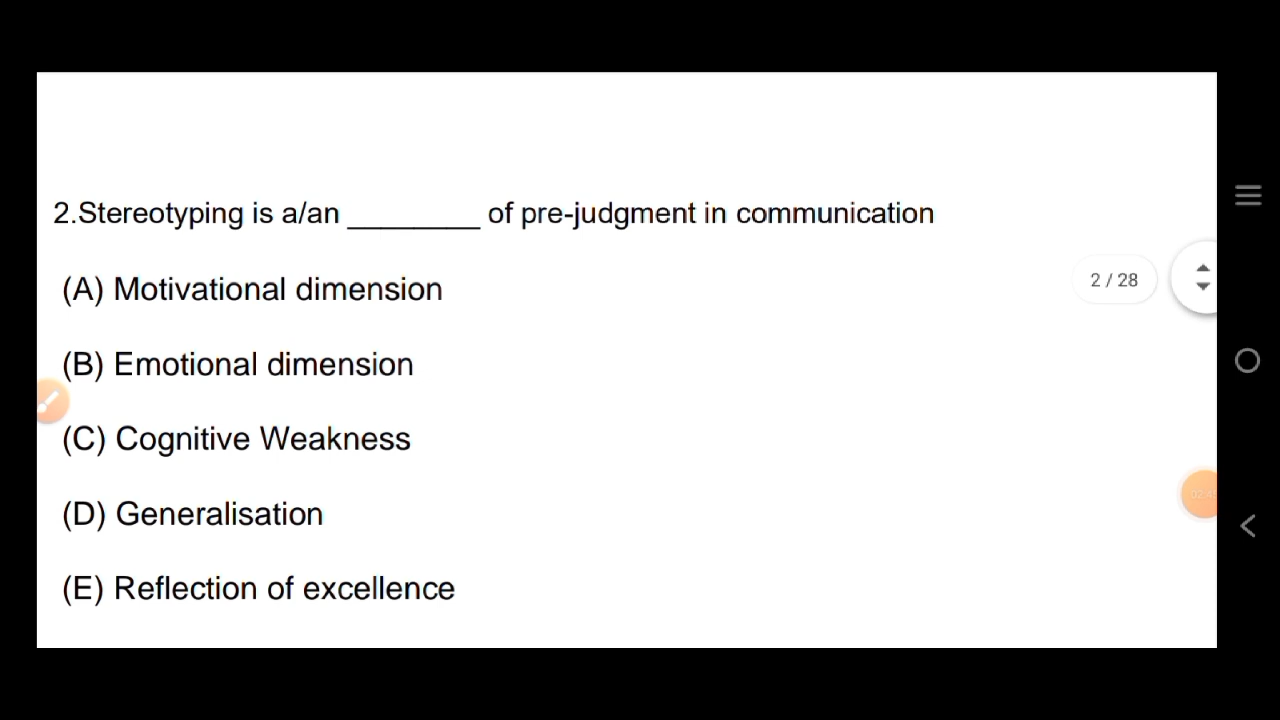 2.Stereotyping is a/an ________ of pre-judgment in communication
(A) Motivational dimension
2 / 28
(B) Emotional dimension
(C) Cognitive Weakness
(D) Generalisation
(E) Reflection of excellence